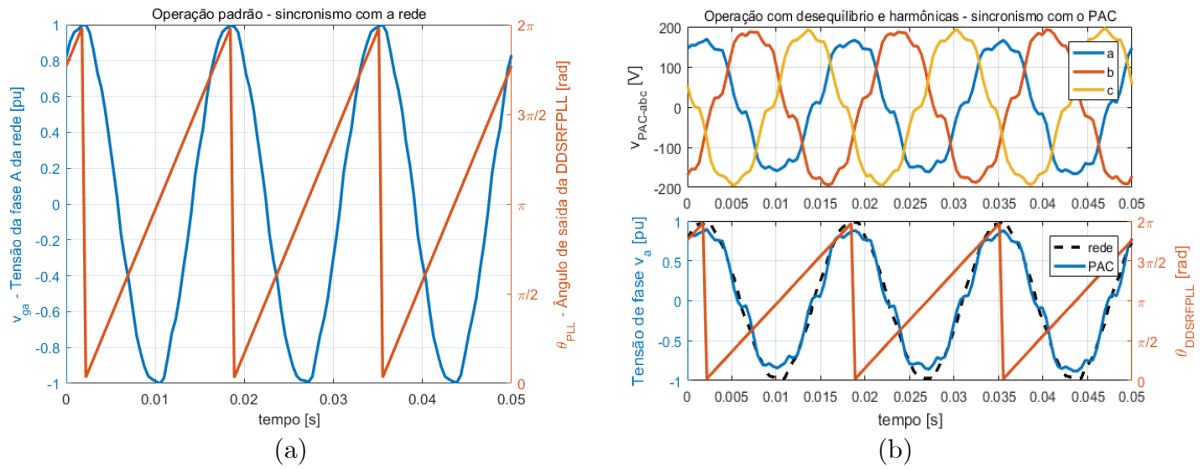 Operação padrão - sincronismo com a rede
v_ga - Tensão da fase A da rede [pu]
1
0.8
0.6
0.4
0.2
0
-0.2
-0.4
-0.6
-0.8
-1
2π
3π/2
π
π/2
0
θ_PLL - Ângulo de saída da DDSRFPLL [rad]
0 0.01 0.02 0.03 0.04 0.05
tempo [s]
(a)
Operação com desequilíbrio e harmônicas - sincronismo com o PAC
v_PAC-abc [V]
200
100
0
-100
200
a
b
c
0 0.005 0.01 0.015 0.02 0.025 0.03 0.035 0.04 0.045 0.05
Tensão de fase v_a [pu]
1
0.5
0
-0.5
-1
rede
PAC
2π
3π/2
π
π/2
0
θ_DDSRFPLL [rad]
0 0.005 0.01 0.015 0.02 0.025 0.03 0.035 0.04 0.045 0.05
tempo [s]
(b)